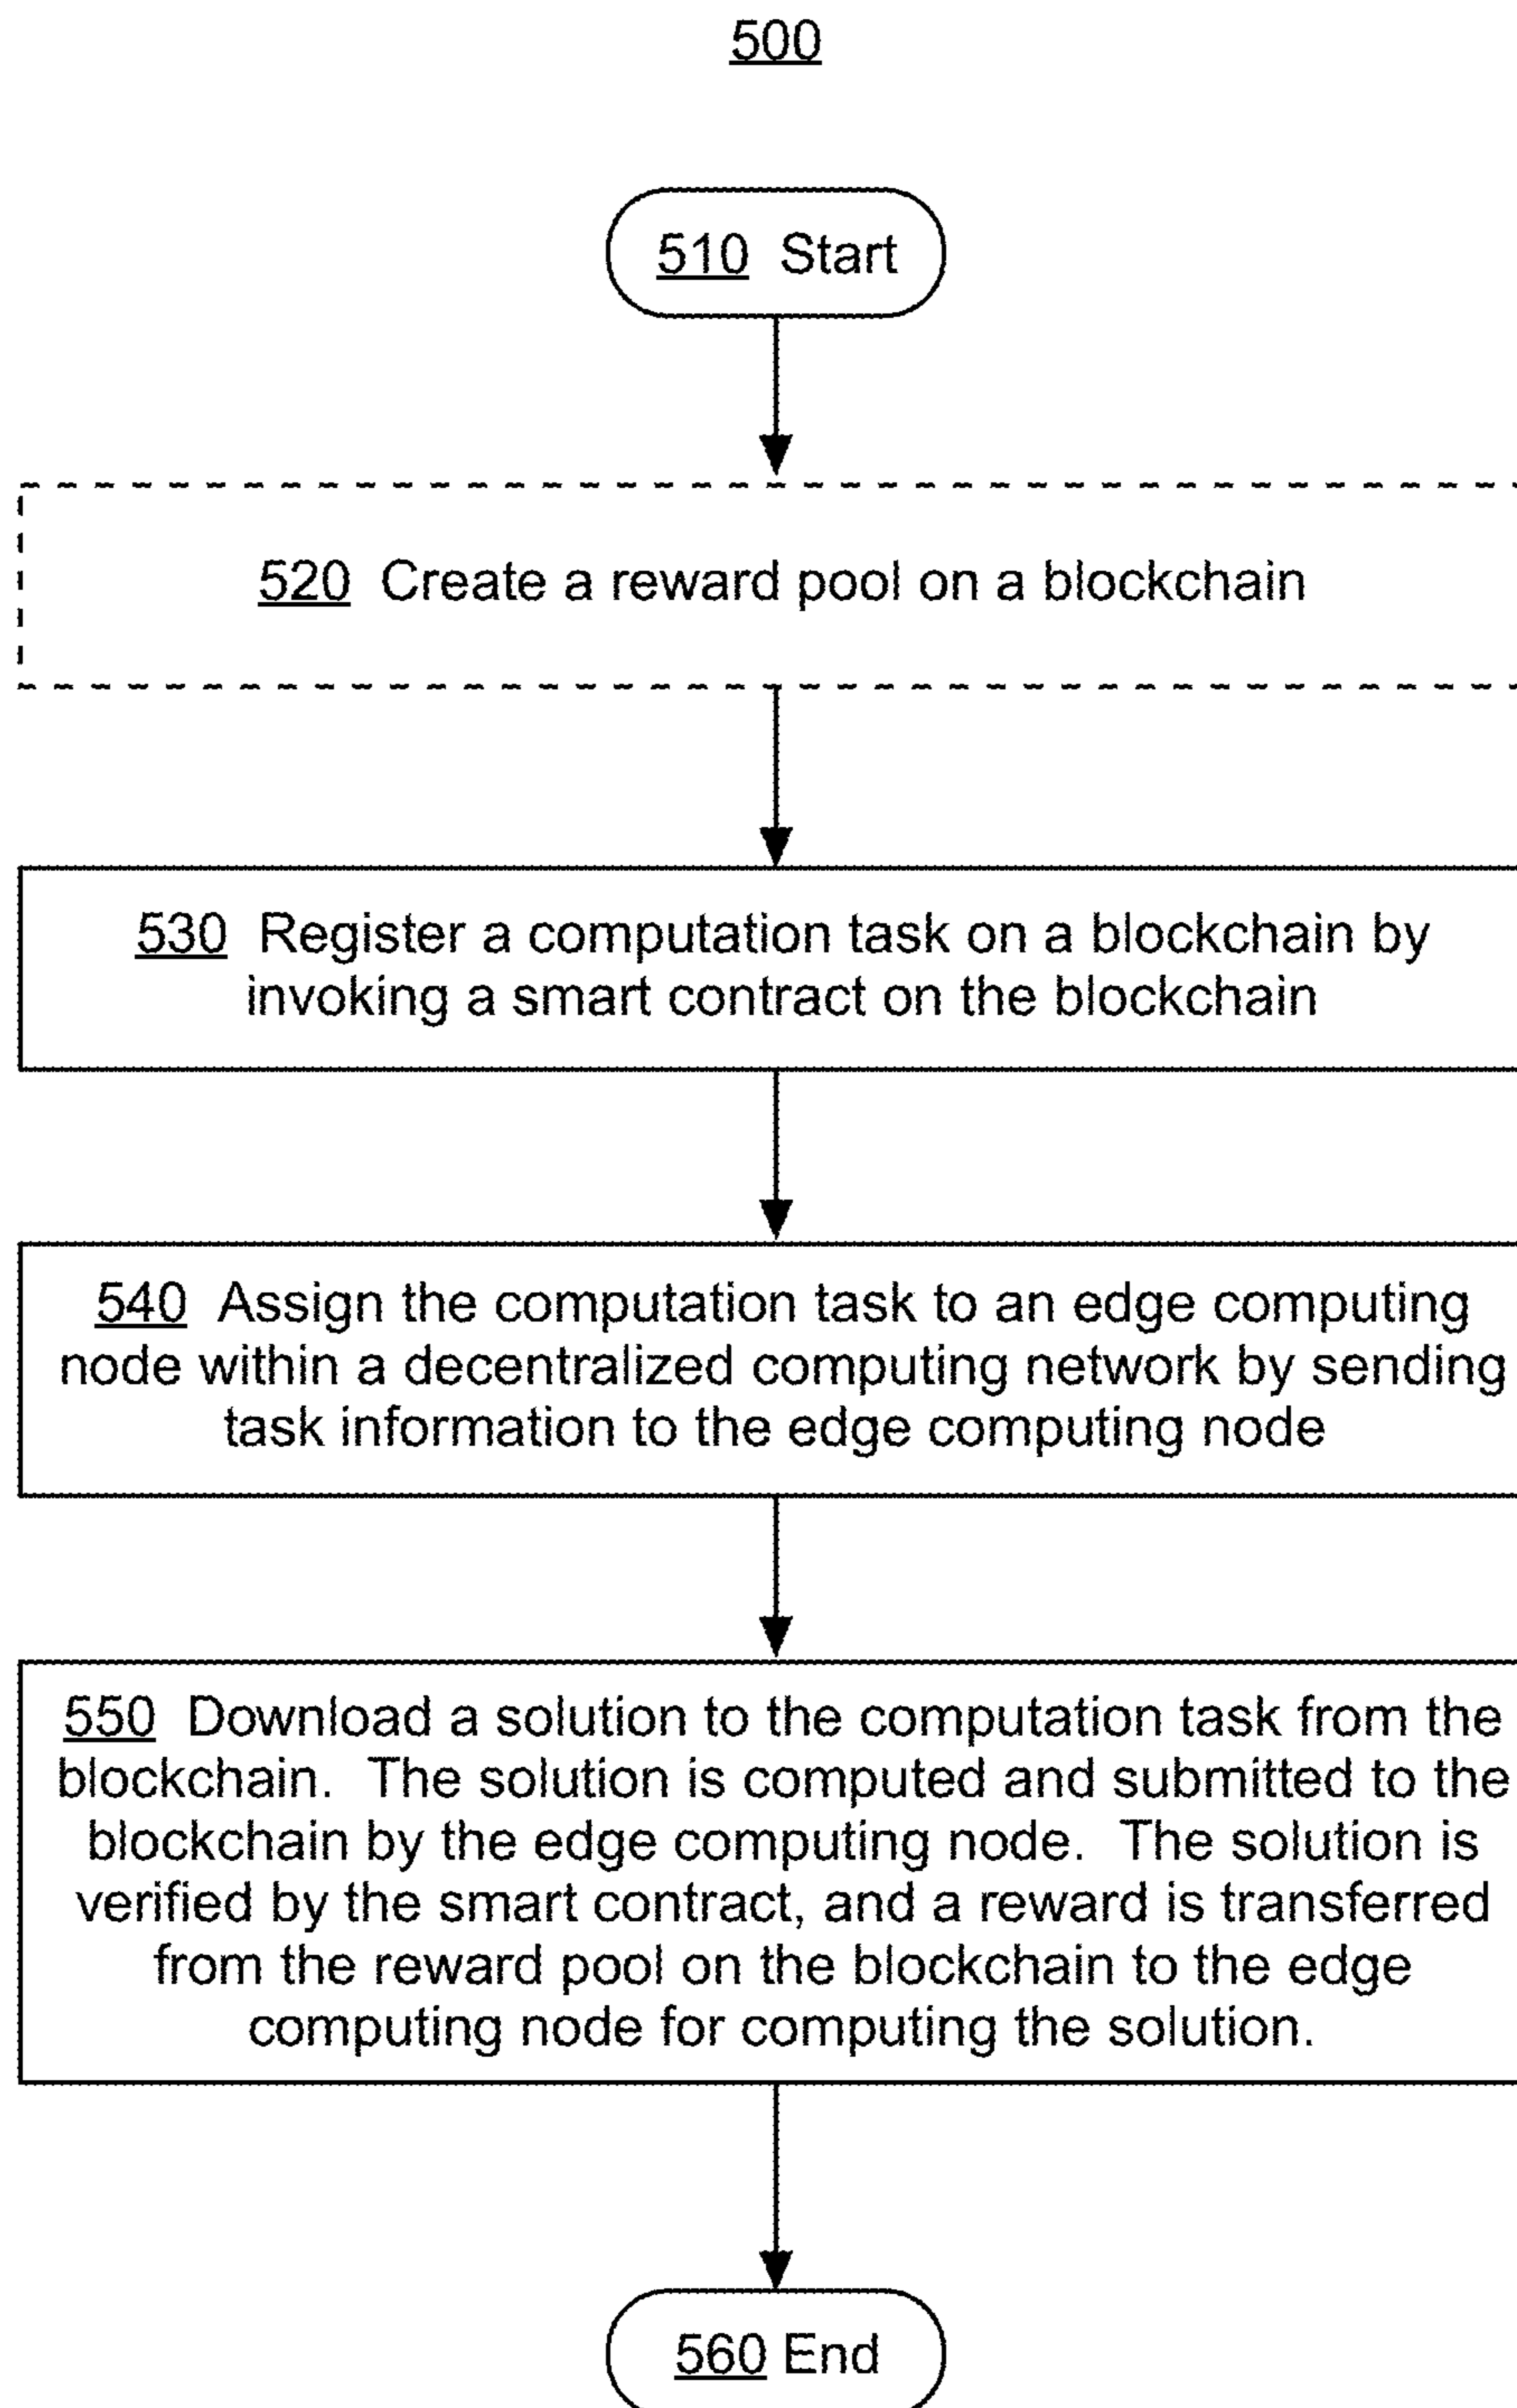 500
510 Start
520 Create a reward pool on a blockchain
530 Register a computation task on a blockchain by
invoking a smart contract on the blockchain
540 Assign the computation task to an edge computing
node within a decentralized computing network by sending
task information to the edge computing node
550 Download a solution to the computation task from the
blockchain. The solution is computed and submitted to the
blockchain by the edge computing node. The solution is
verified by the smart contract, and a reward is transferred
from the reward pool on the blockchain to the edge
computing node for computing the solution.
560 End